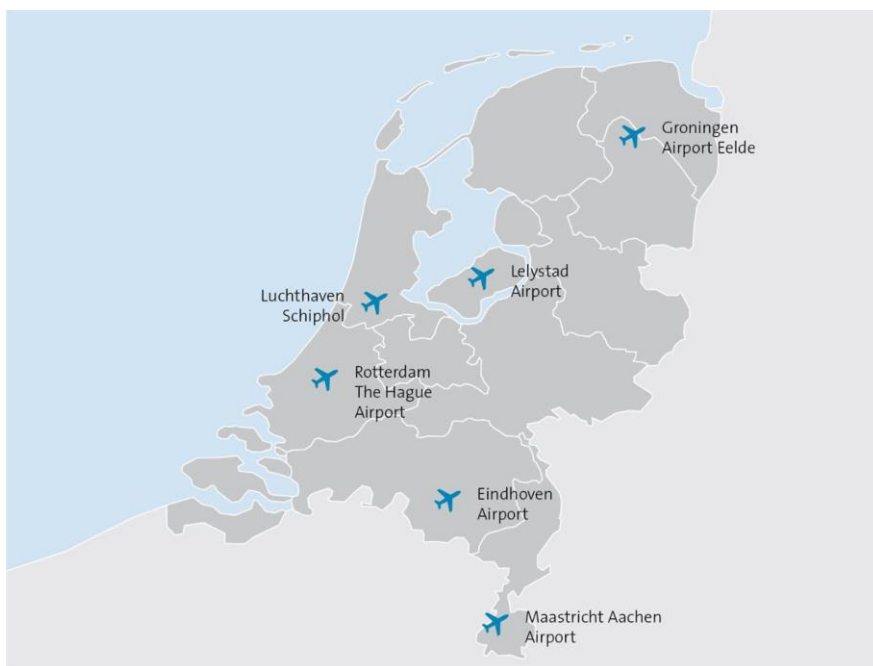 Groningen
Airport Eelde
Lelystad
Airport
Luchthaven
Schiphol
Rotterdam
The Hague
Airport
Eindhoven
Airport
Maastricht Aachen
Airport